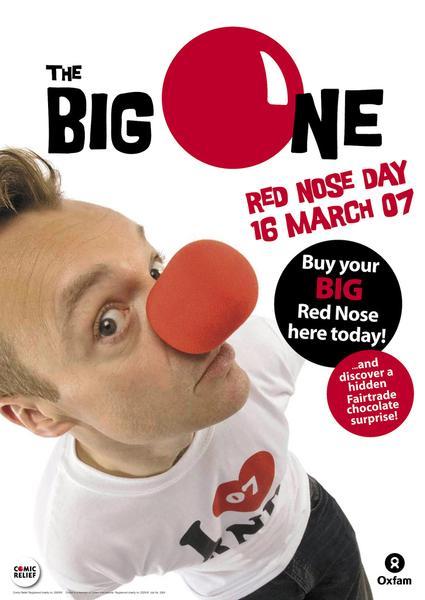 THE
BIG ONE
RED NOSE DAY
16 MARCH 07
Buy your
BIG
Red Nose
here today!
...and
discover a
hidden
Fairtrade
chocolate
surprise!
07
I
COMIC
RELIEF
Oxfam